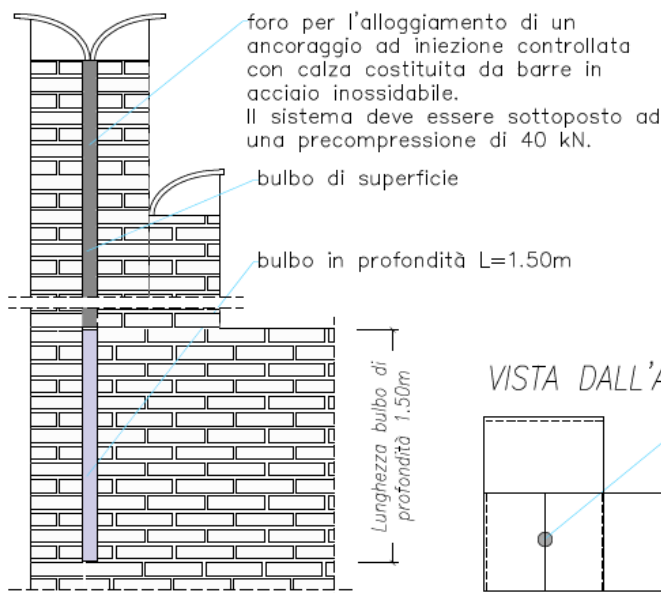 foro per l'alloggiamento di un
ancoraggio ad iniezione controllata
con calza costituita da barre in
acciaio inossidabile.
Il sistema deve essere sottoposto ad
una precompressione di 40 kN.
bulbo di superficie
bulbo in profondità L=1.50m
Lunghezza bulbo di
profondità 1.50m
VISTA DALL'A